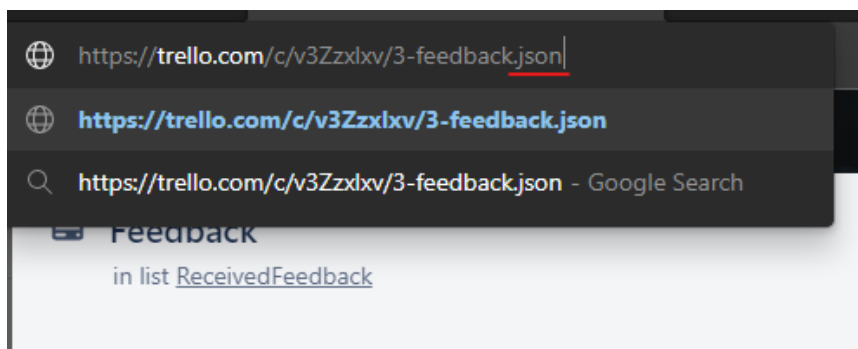 https://trello.com/c/v3Zzxlxv/3-feedback.json
https://trello.com/c/v3Zzxlxv/3-feedback.json
https://trello.com/c/v3Zzxlxv/3-feedback.json - Google Search
Feedback
in list ReceivedFeedback